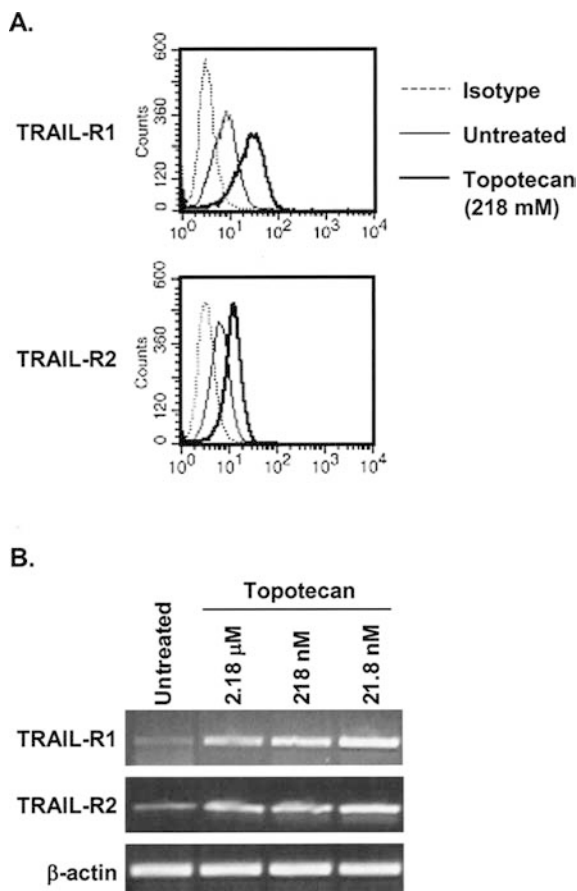 A.
TRAIL-R1
Counts
600
360
240
120
0
10⁰ 10¹ 10² 10³ 10⁴
Isotype
Untreated
Topotecan
(218 mM)
TRAIL-R2
Counts
600
360
240
120
0
10⁰ 10¹ 10² 10³ 10⁴
B.
Topotecan
Untreated
2.18 µM
218 nM
21.8 nM
TRAIL-R1
TRAIL-R2
β-actin